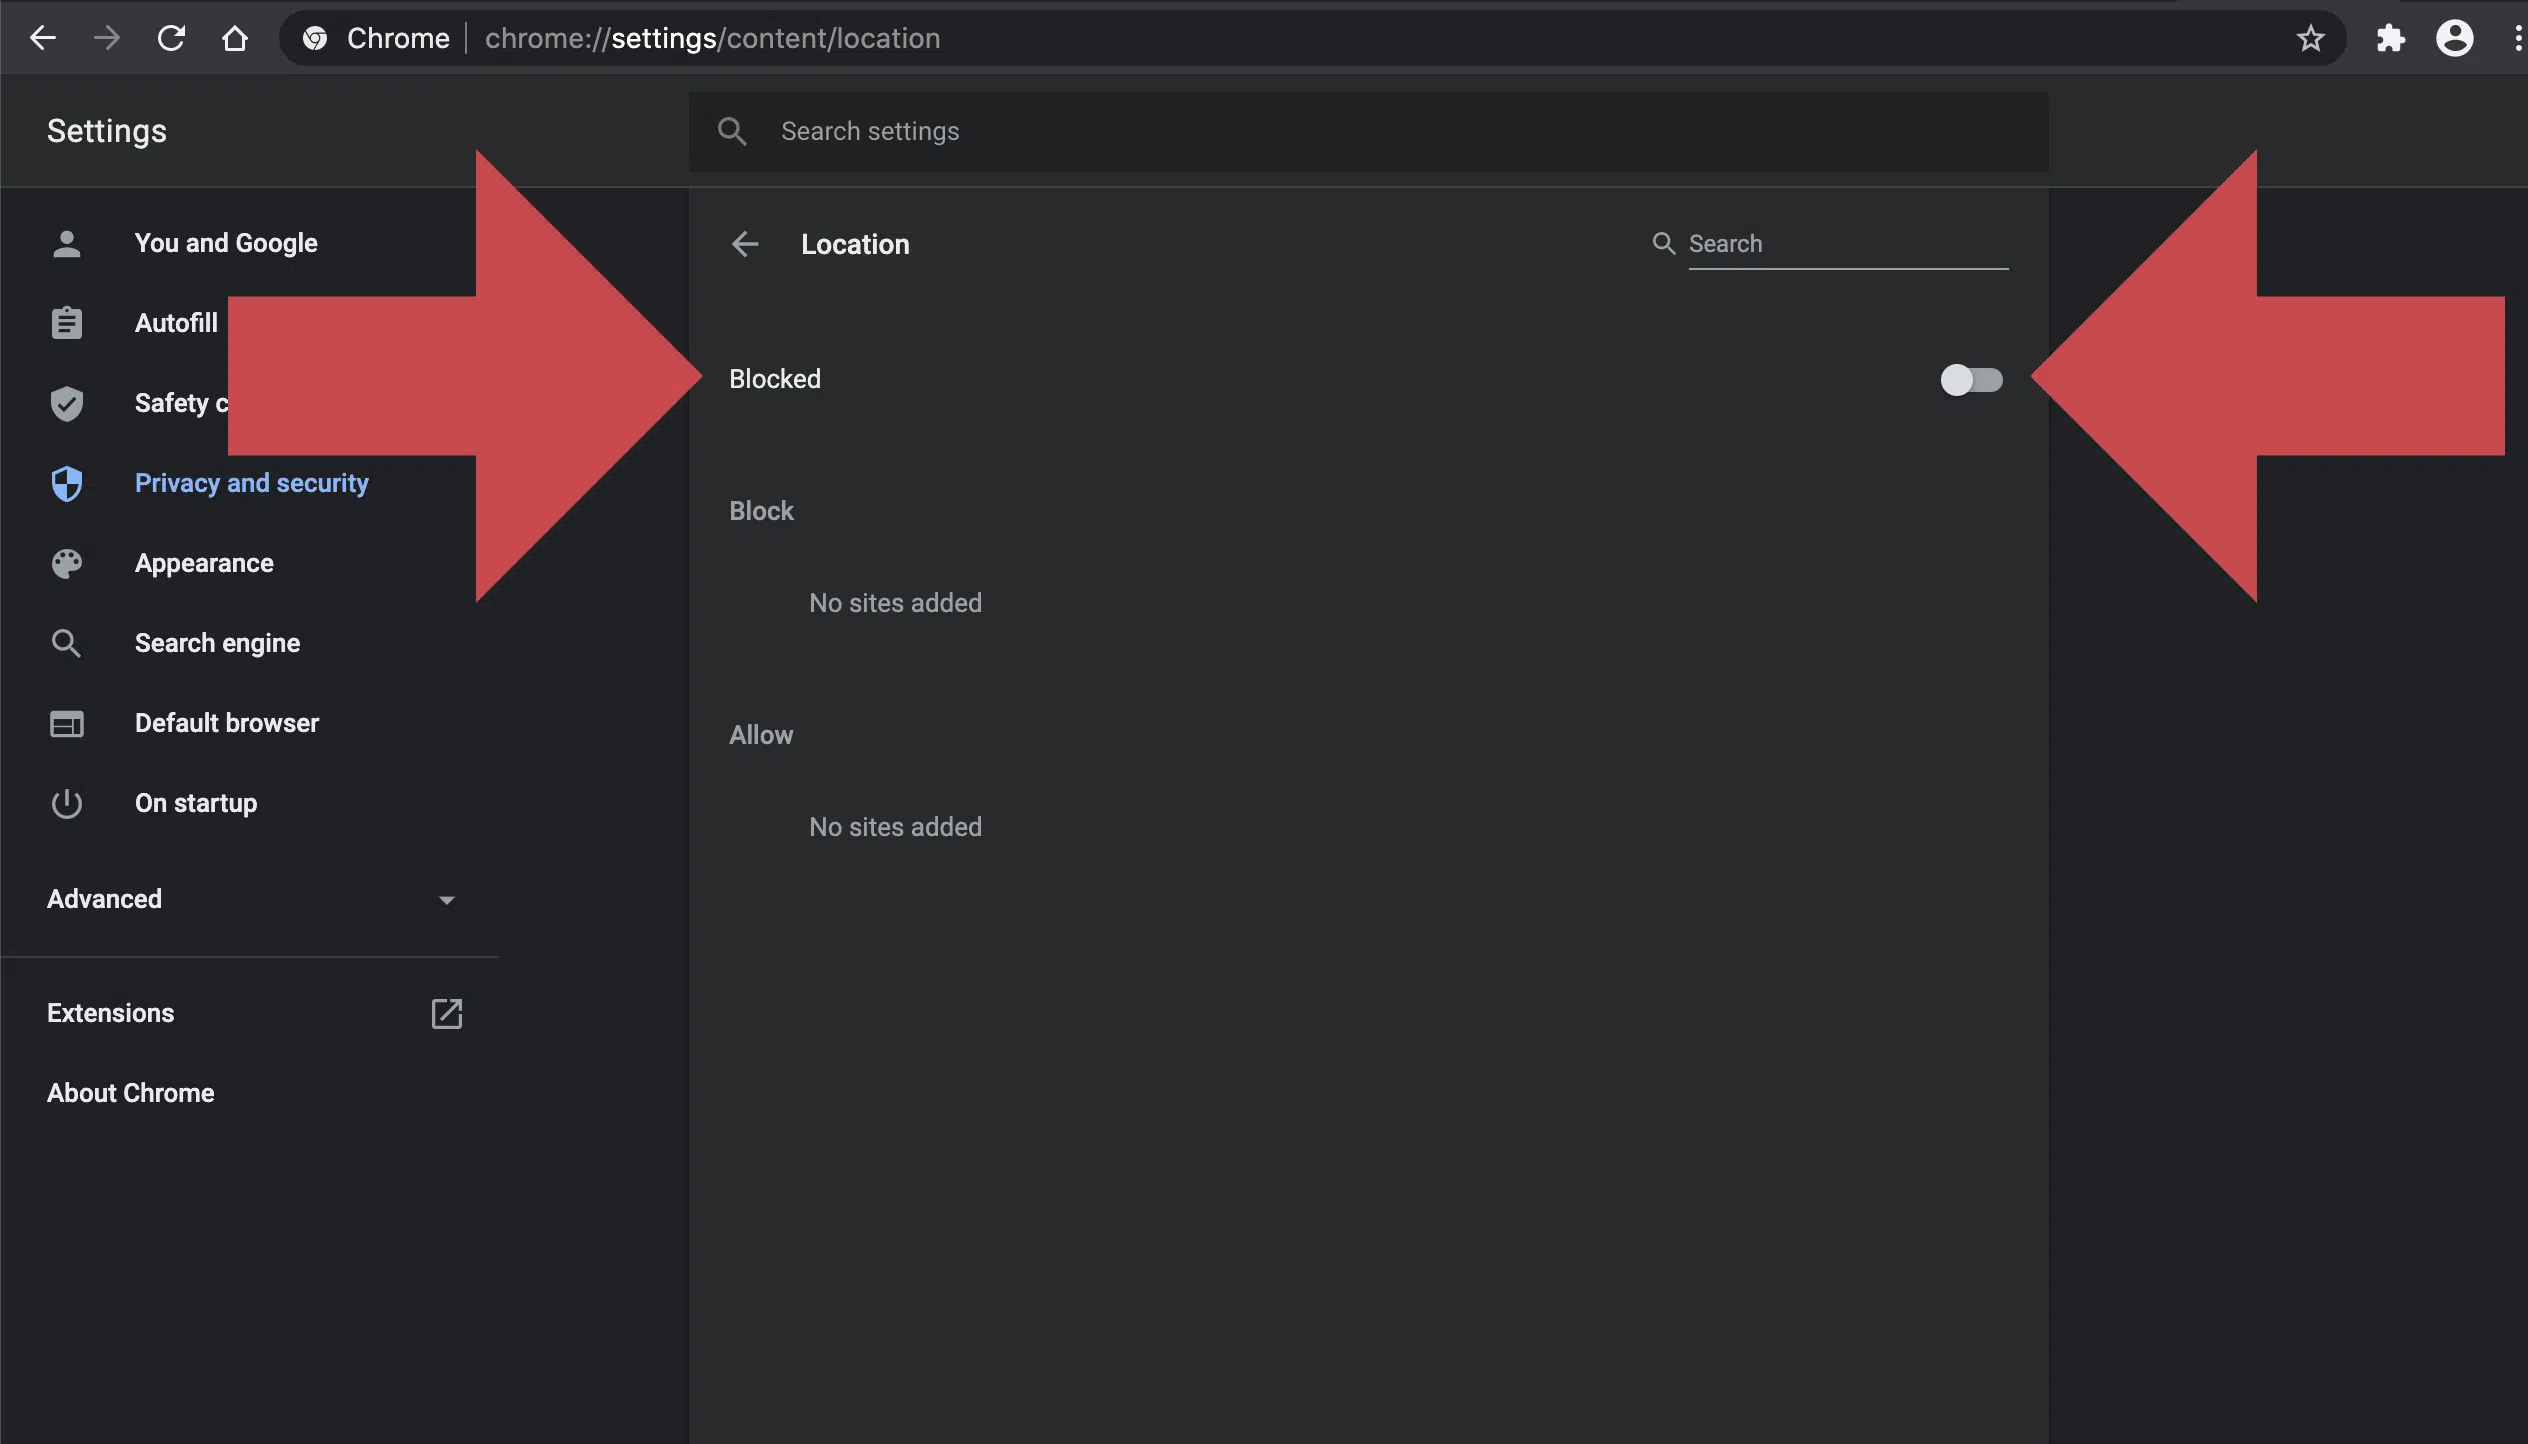 Chrome | chrome://settings/content/location
Settings
Search settings
You and Google
Autofill
Safety
Privacy and security
Appearance
Search engine
Default browser
On startup
Advanced
Extensions
About Chrome
Location
Search
Blocked
Block
No sites added
Allow
No sites added